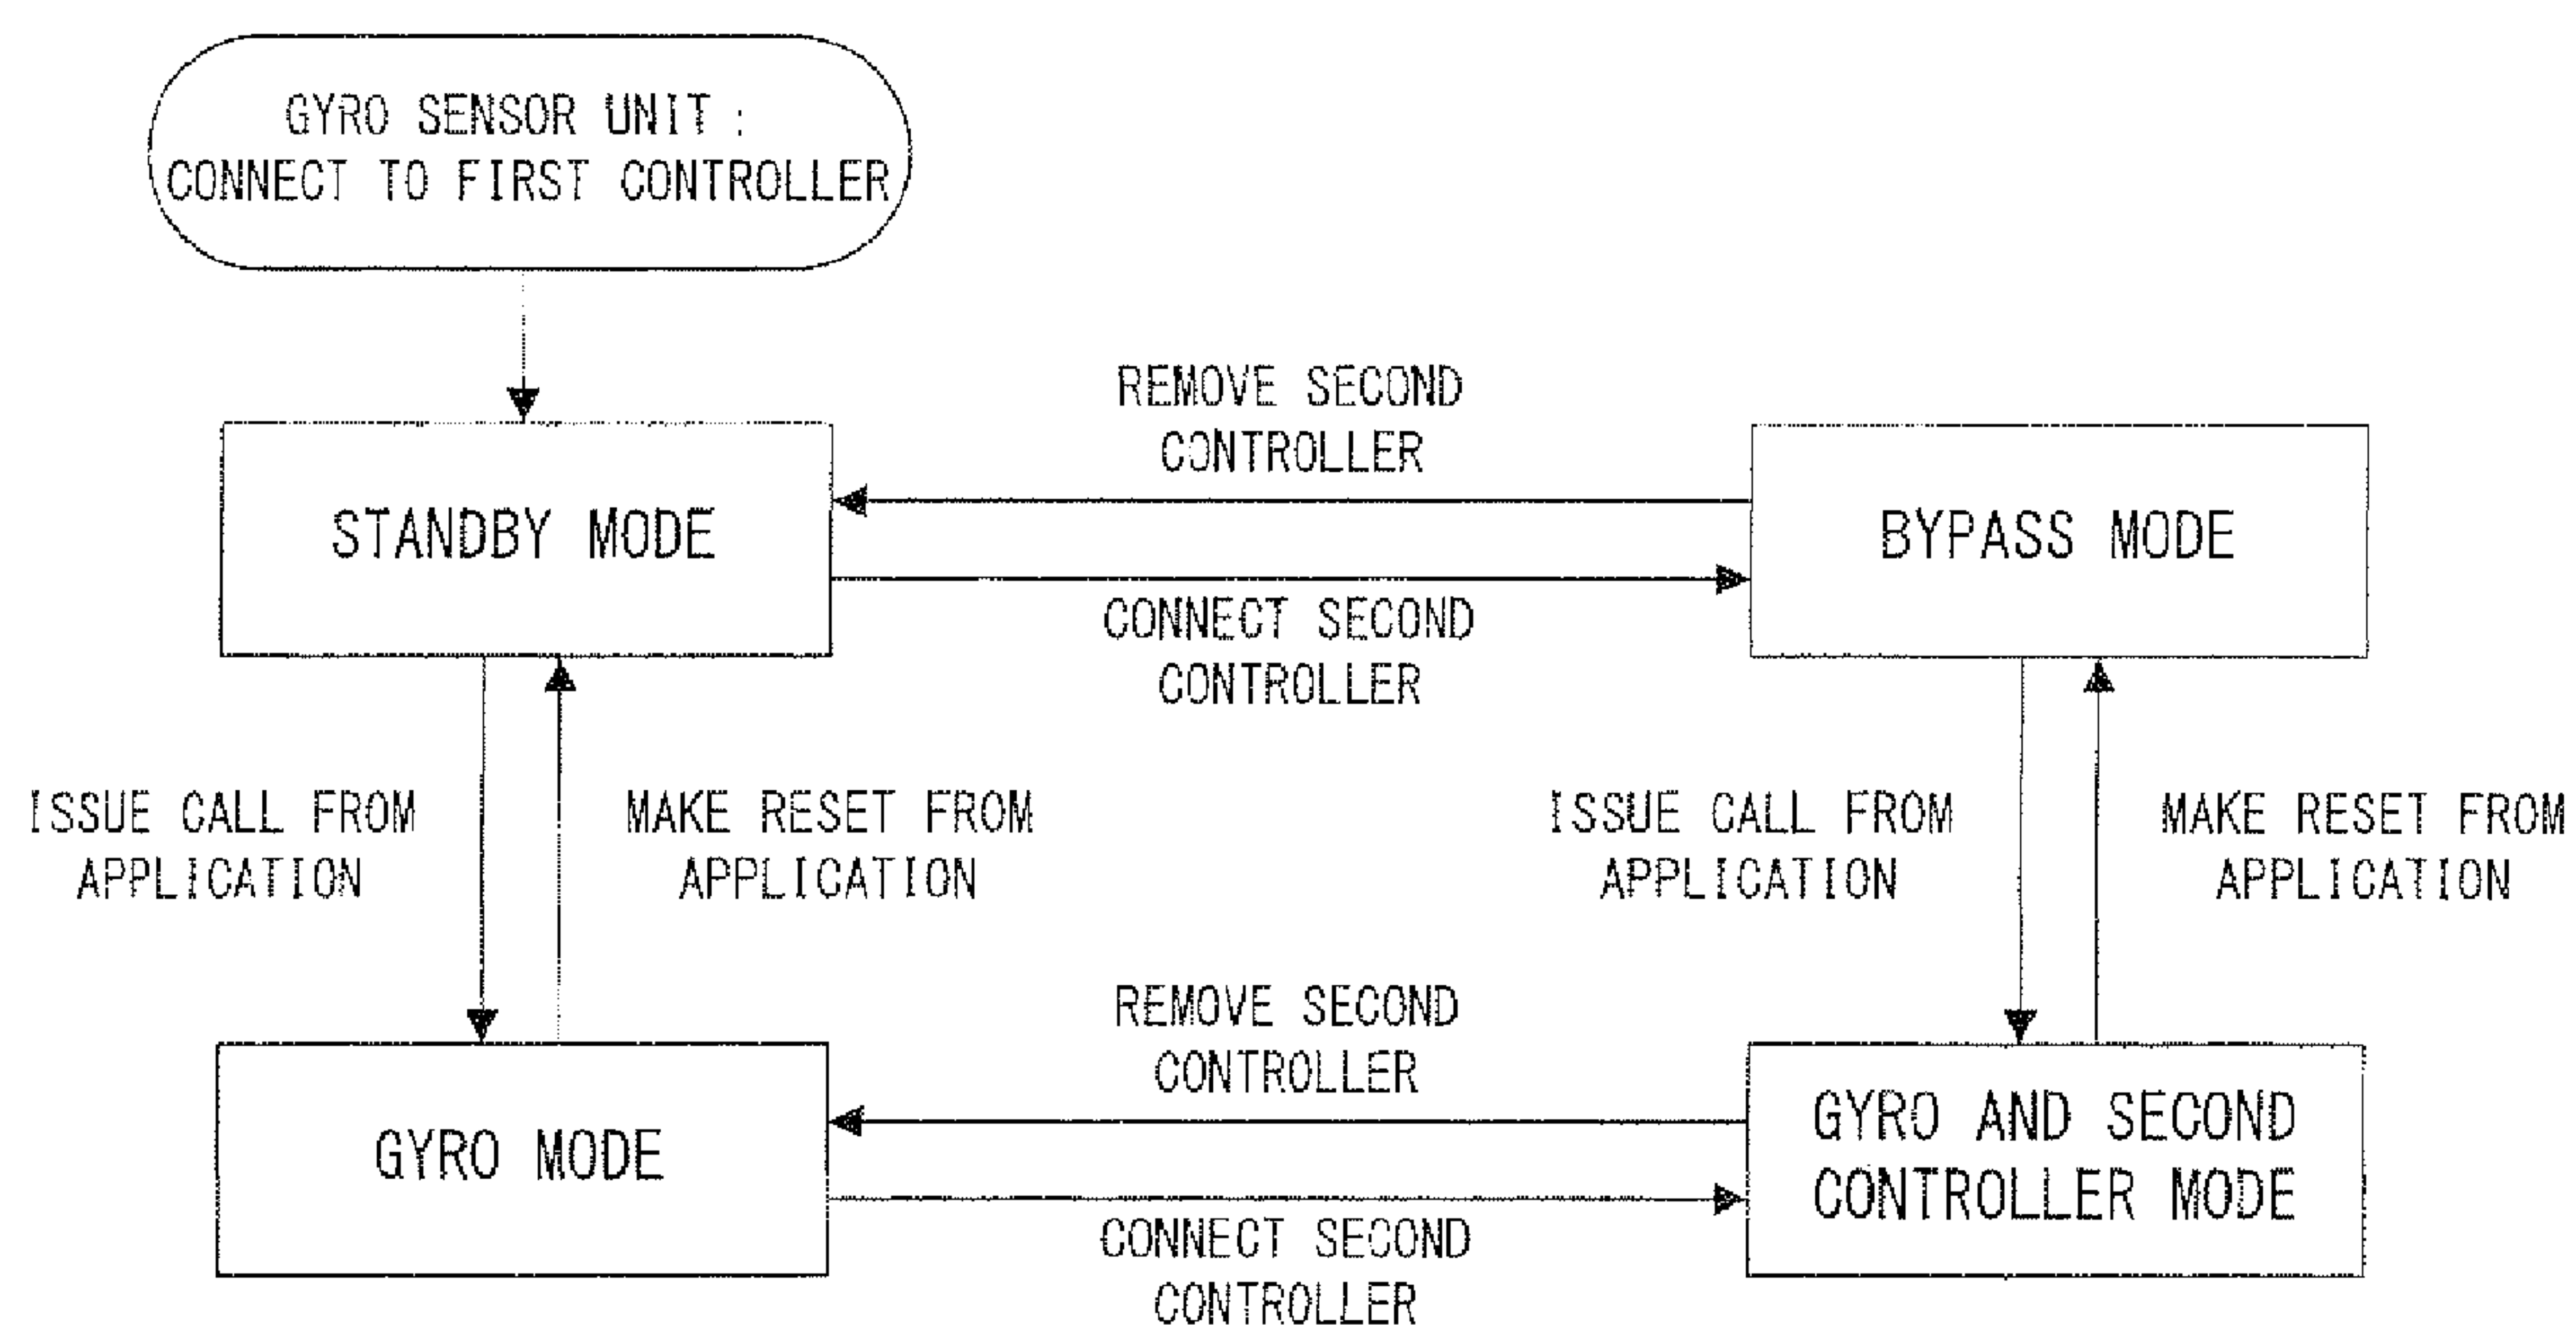 GYRO SENSOR UNIT :
CONNECT TO FIRST CONTROLLER
REMOVE SECOND
CONTROLLER
STANDBY MODE
BYPASS MODE
CONNECT SECOND
CONTROLLER
ISSUE CALL FROM
APPLICATION
MAKE RESET FROM
APPLICATION
ISSUE CALL FROM
APPLICATION
MAKE RESET FROM
APPLICATION
REMOVE SECOND
CONTROLLER
GYRO MODE
GYRO AND SECOND
CONTROLLER MODE
CONNECT SECOND
CONTROLLER